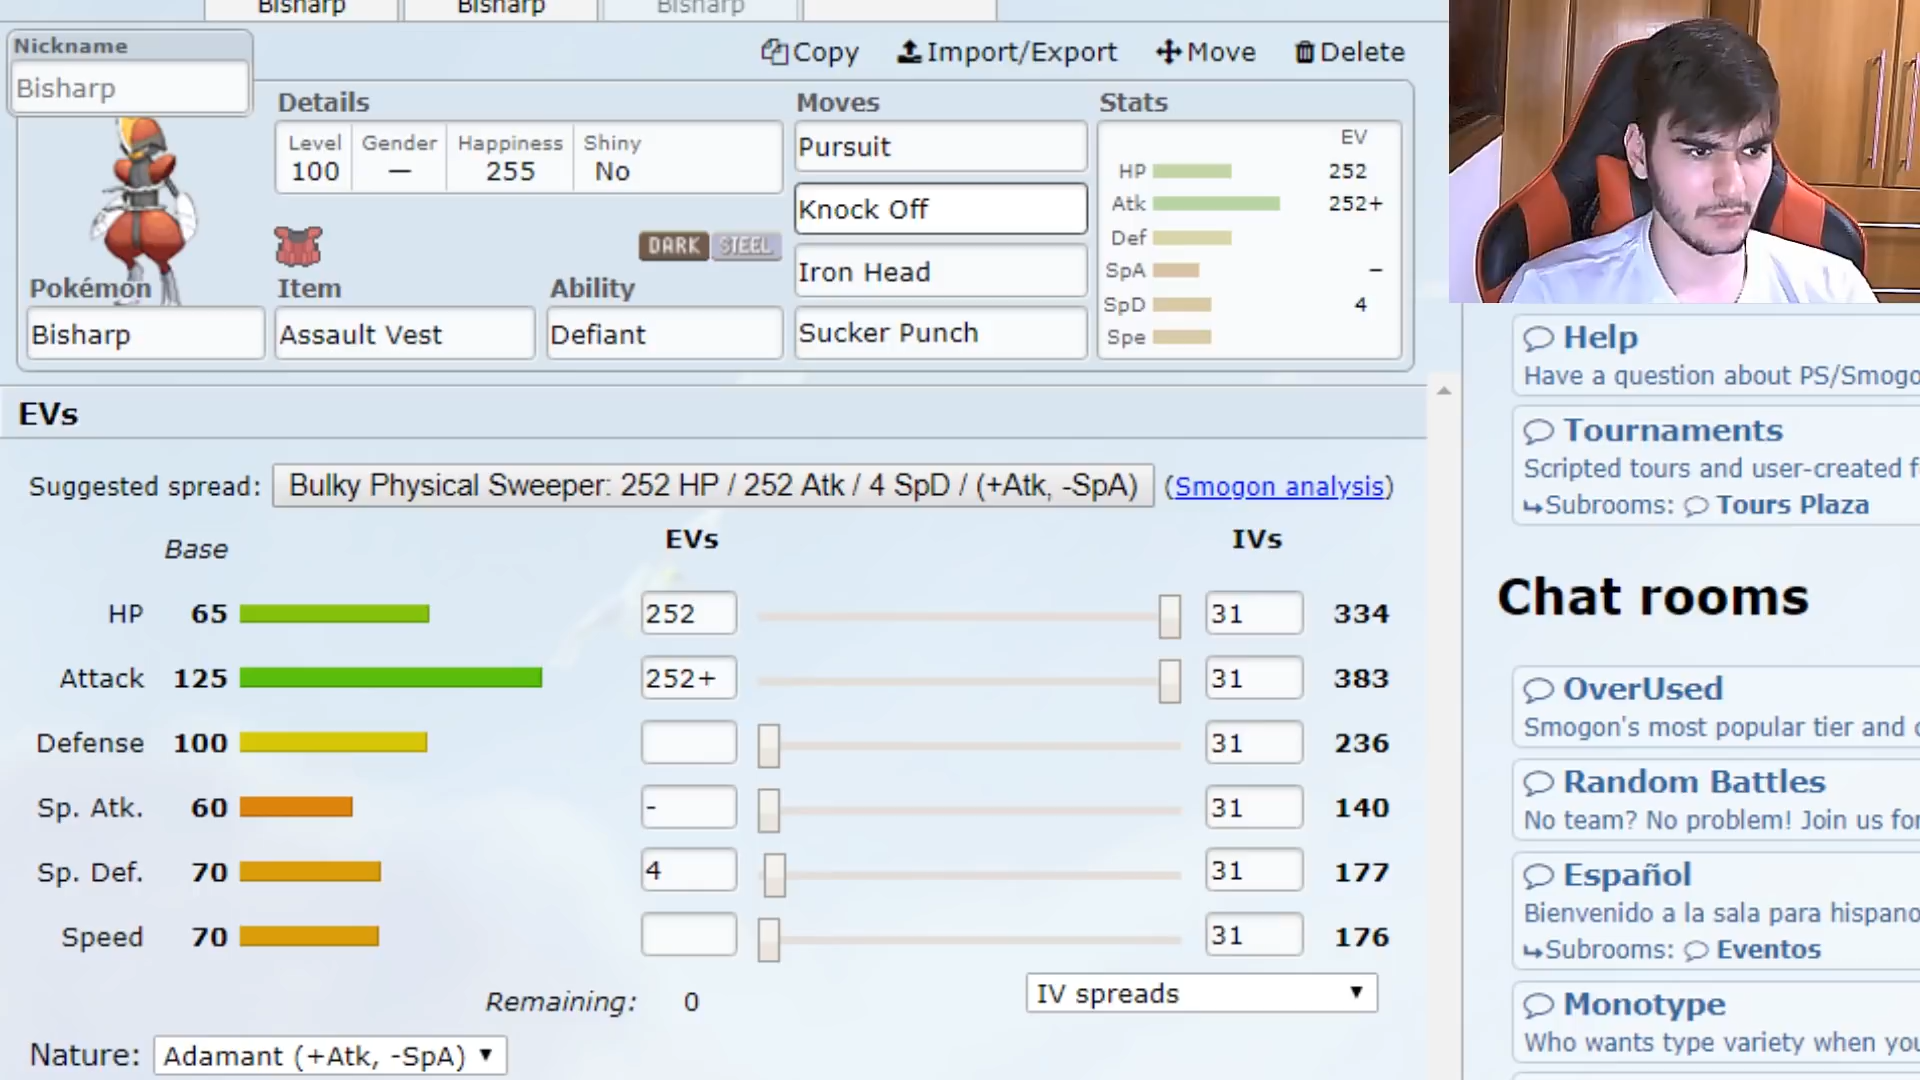 Bisharp Bisharp Bisharp
Nickname
Bisharp
Copy Import/Export Move Delete
Details
Level Gender Happiness Shiny
100 — 255 No
DARK STEEL
Pokémon Item Ability
Bisharp Assault Vest Defiant
Moves
Pursuit
Knock Off
Iron Head
Sucker Punch
Stats
EV
HP 252
Atk 252+
Def
SpA −
SpD 4
Spe
EVs
Suggested spread: Bulky Physical Sweeper: 252 HP / 252 Atk / 4 SpD / (+Atk, -SpA) (Smogon analysis)
Base EVs IVs
HP 65 252 31 334
Attack 125 252+ 31 383
Defense 100 31 236
Sp. Atk. 60 - 31 140
Sp. Def. 70 4 31 177
Speed 70 31 176
Remaining: 0
IV spreads
Nature: Adamant (+Atk, -SpA)
Help
Have a question about PS/Smogo
Tournaments
Scripted tours and user-created f
↳Subrooms: Tours Plaza
Chat rooms
OverUsed
Smogon's most popular tier and o
Random Battles
No team? No problem! Join us for
Español
Bienvenido a la sala para hispano
↳Subrooms: Eventos
Monotype
Who wants type variety when you